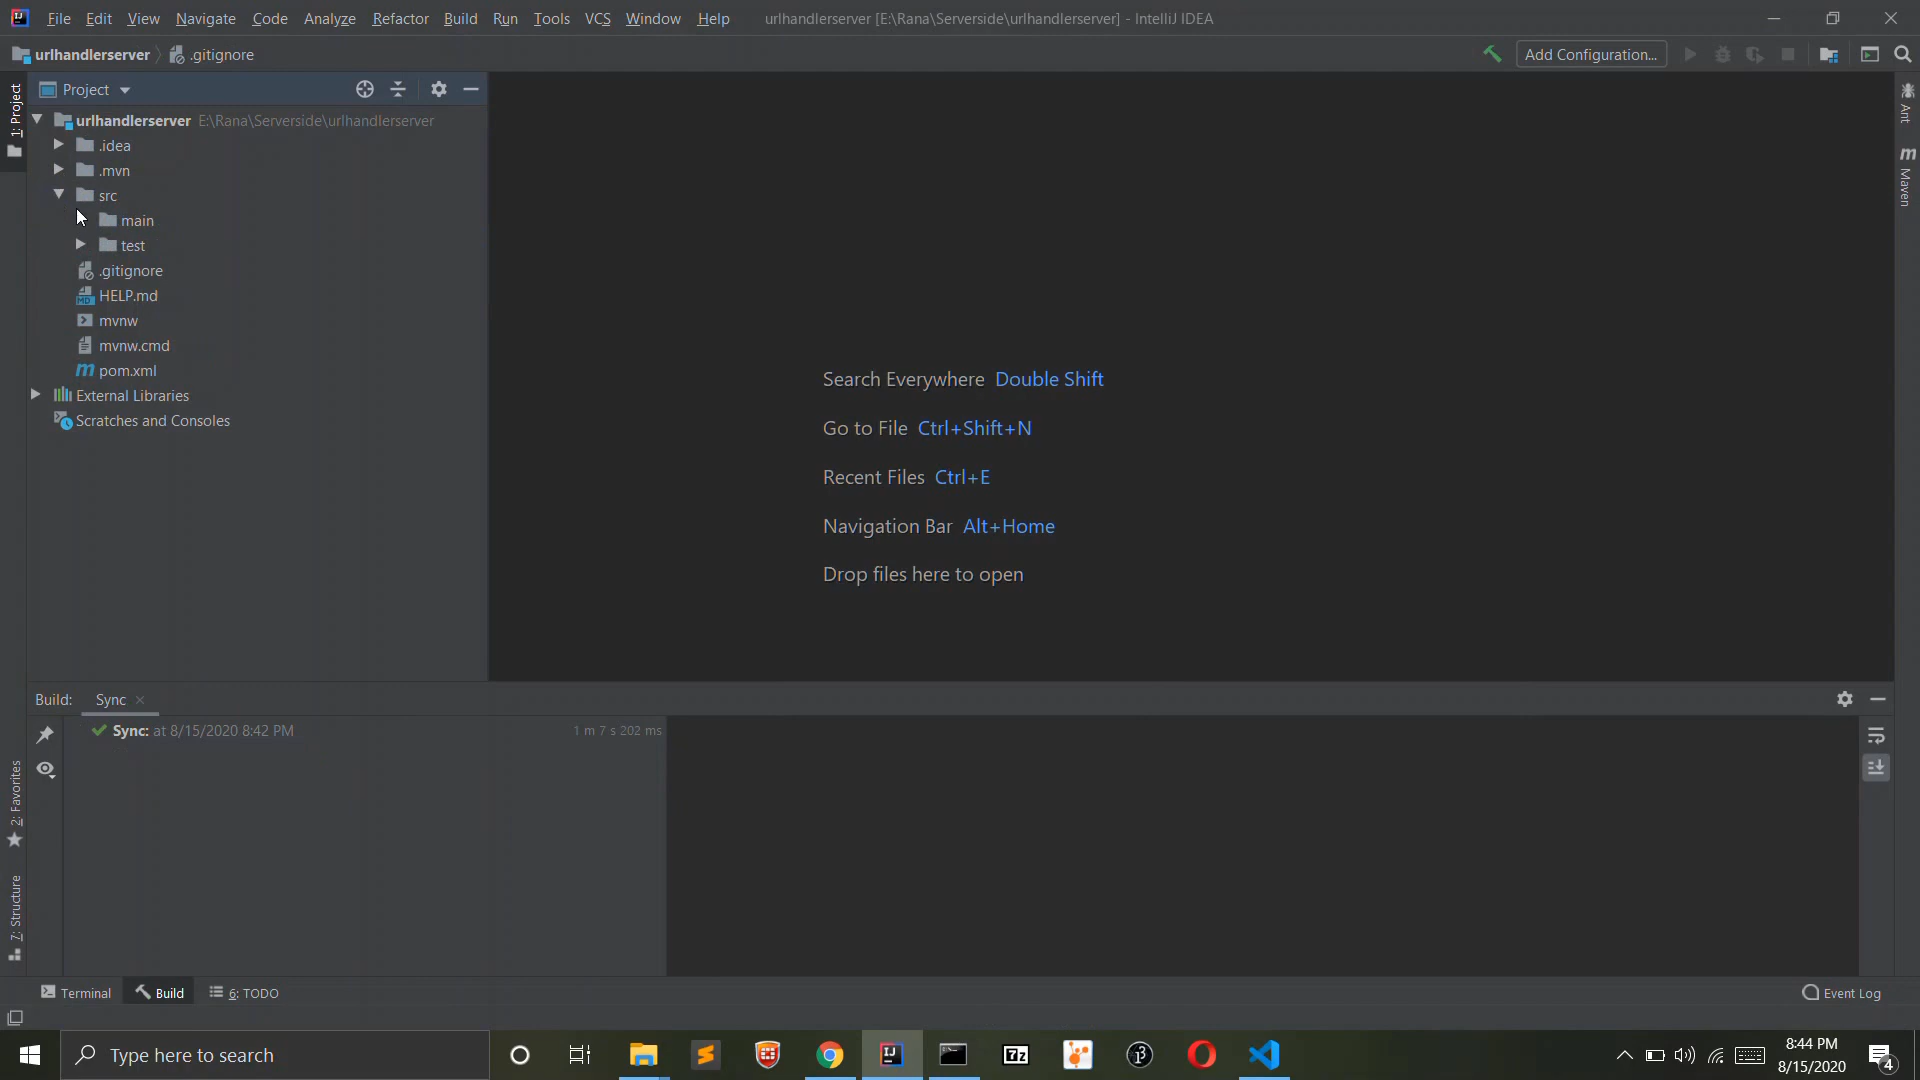 File Edit View Navigate Code Analyze Refactor Build Run Tools VCS Window Help urlhandlerserver [E:\Rana\Serverside\urlhandlerserver] - IntelliJ IDEA
urlhandlerserver .gitignore Add Configuration...
Project
1: Project
urlhandlerserver E:\Rana\Serverside\urlhandlerserver
.idea
.mvn
src
main
test
.gitignore
HELP.md
mvnw
mvnw.cmd
pom.xml
External Libraries
Scratches and Consoles
Ant
Maven
Search Everywhere Double Shift
Go to File Ctrl+Shift+N
Recent Files Ctrl+E
Navigation Bar Alt+Home
Drop files here to open
Build: Sync
Sync: at 8/15/2020 8:42 PM 1 m 7 s 202 ms
2: Favorites
7: Structure
Terminal Build 6: TODO Event Log
Type here to search
8:44 PM
8/15/2020
4